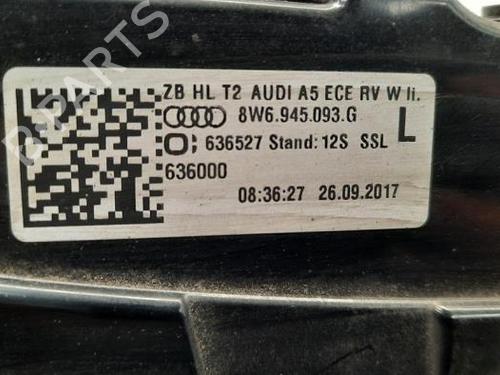 ZB HL T2 AUDI A5 ECE RV W li.
8W6.945.093.G
L
636527 Stand: 12S SSL
636000
08:36:27 26.09.2017
B-PARTS